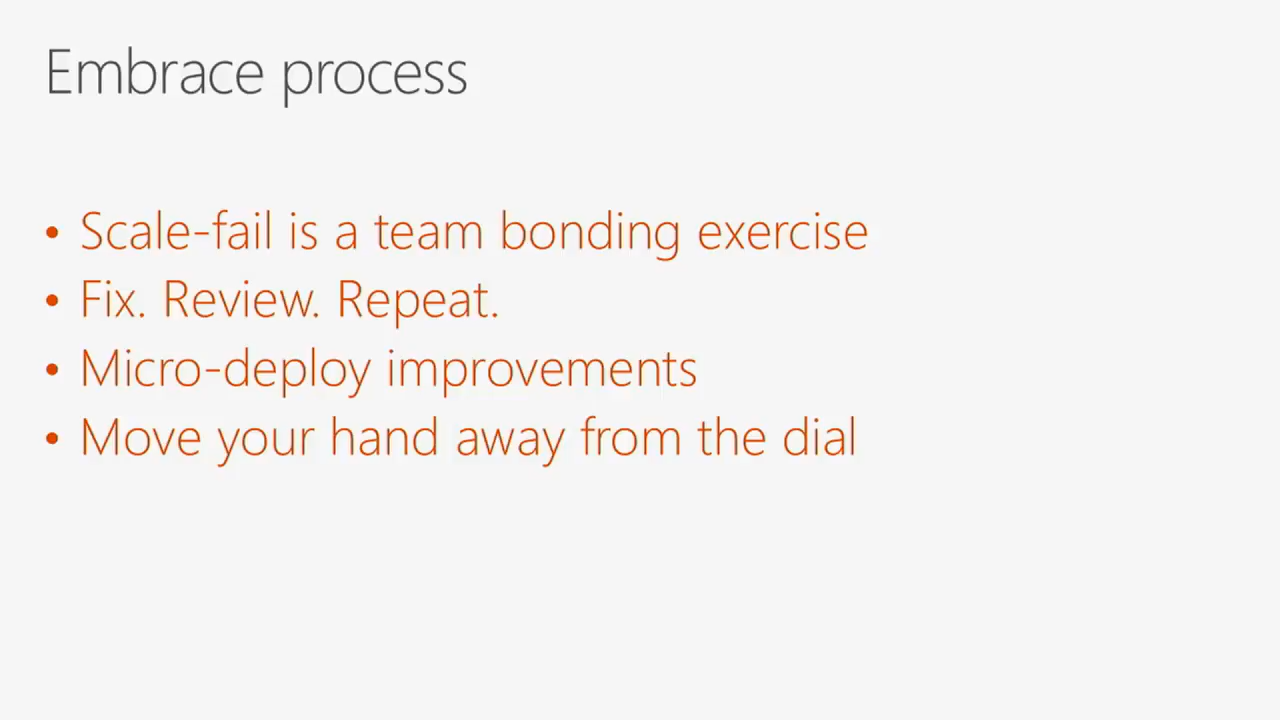 Embrace process
• Scale-fail is a team bonding exercise
• Fix. Review. Repeat.
• Micro-deploy improvements
• Move your hand away from the dial